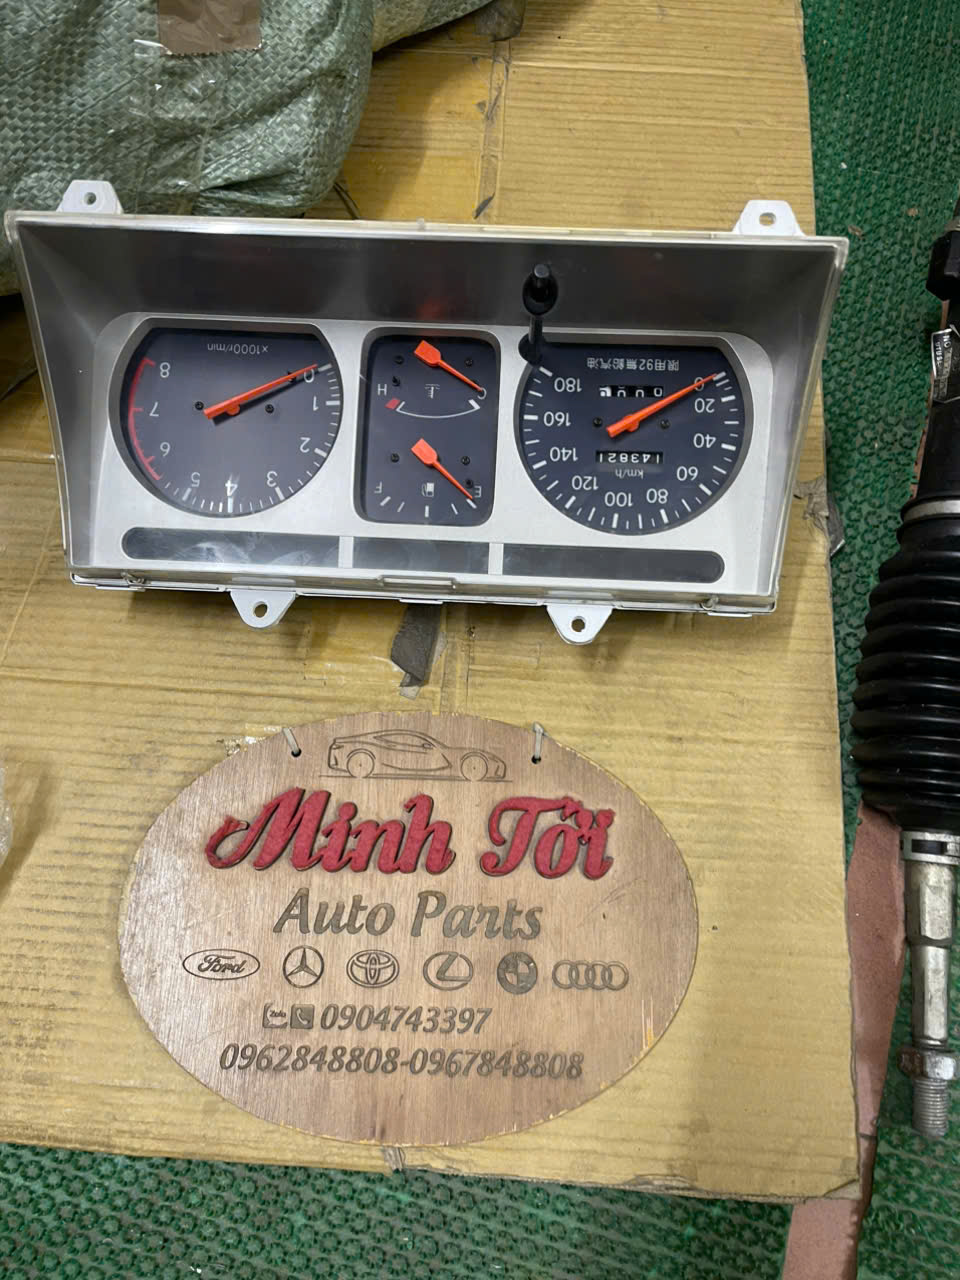 x1000r/min
8
0
7
1
6
2
5
4
3
H
C
F
E
限用92無鉛汽油
180
0
160
20
140
40
km/h
120
60
100
80
Minh Tới
Auto Parts
Ford
Zalo 0904743397
0962848808-0967848808